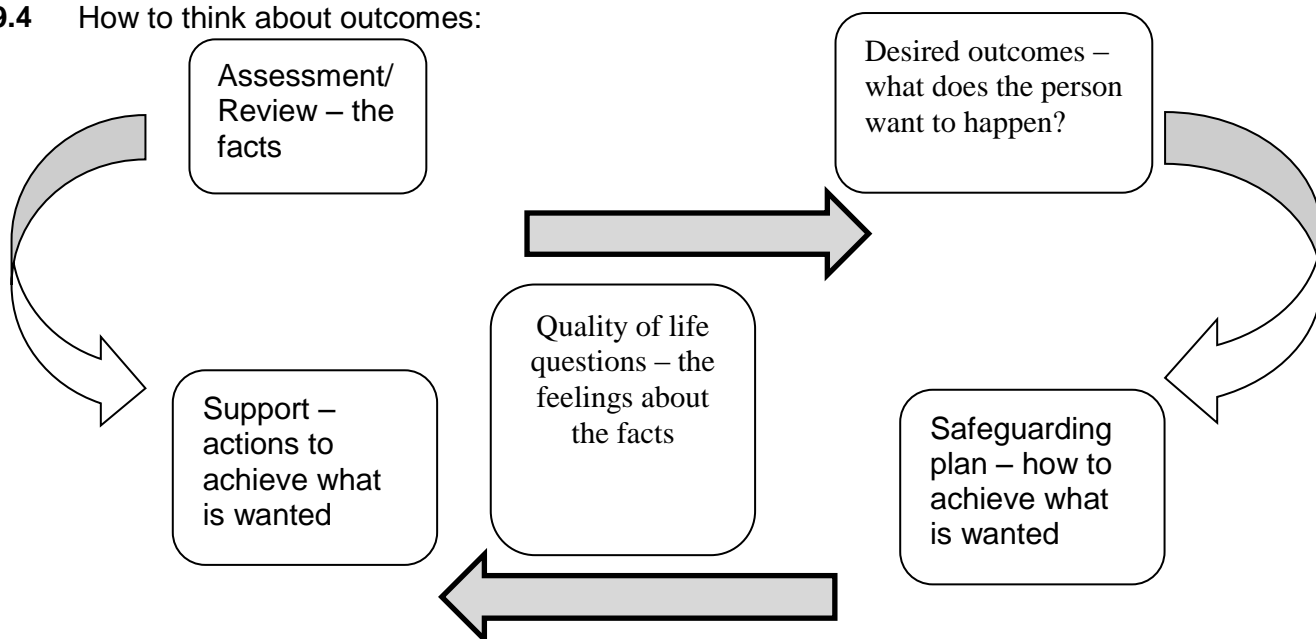 9.4 How to think about outcomes:
Assessment/
Review – the
facts
Desired outcomes –
what does the person
want to happen?
Quality of life
questions – the
feelings about
the facts
Support –
actions to
achieve what
is wanted
Safeguarding
plan – how to
achieve what
is wanted